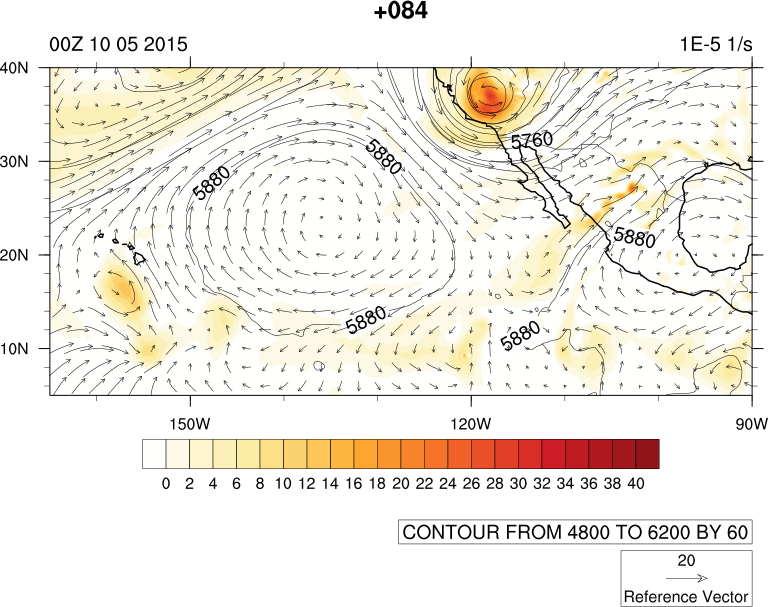 +084
00Z 10 05 2015 1E-5 1/s
40N
30N
20N
10N
5760
5880
5880
5880
5880
5880
150W 120W 90W
0 2 4 6 8 10 12 14 16 18 20 22 24 26 28 30 32 34 36 38 40
CONTOUR FROM 4800 TO 6200 BY 60
20
Reference Vector